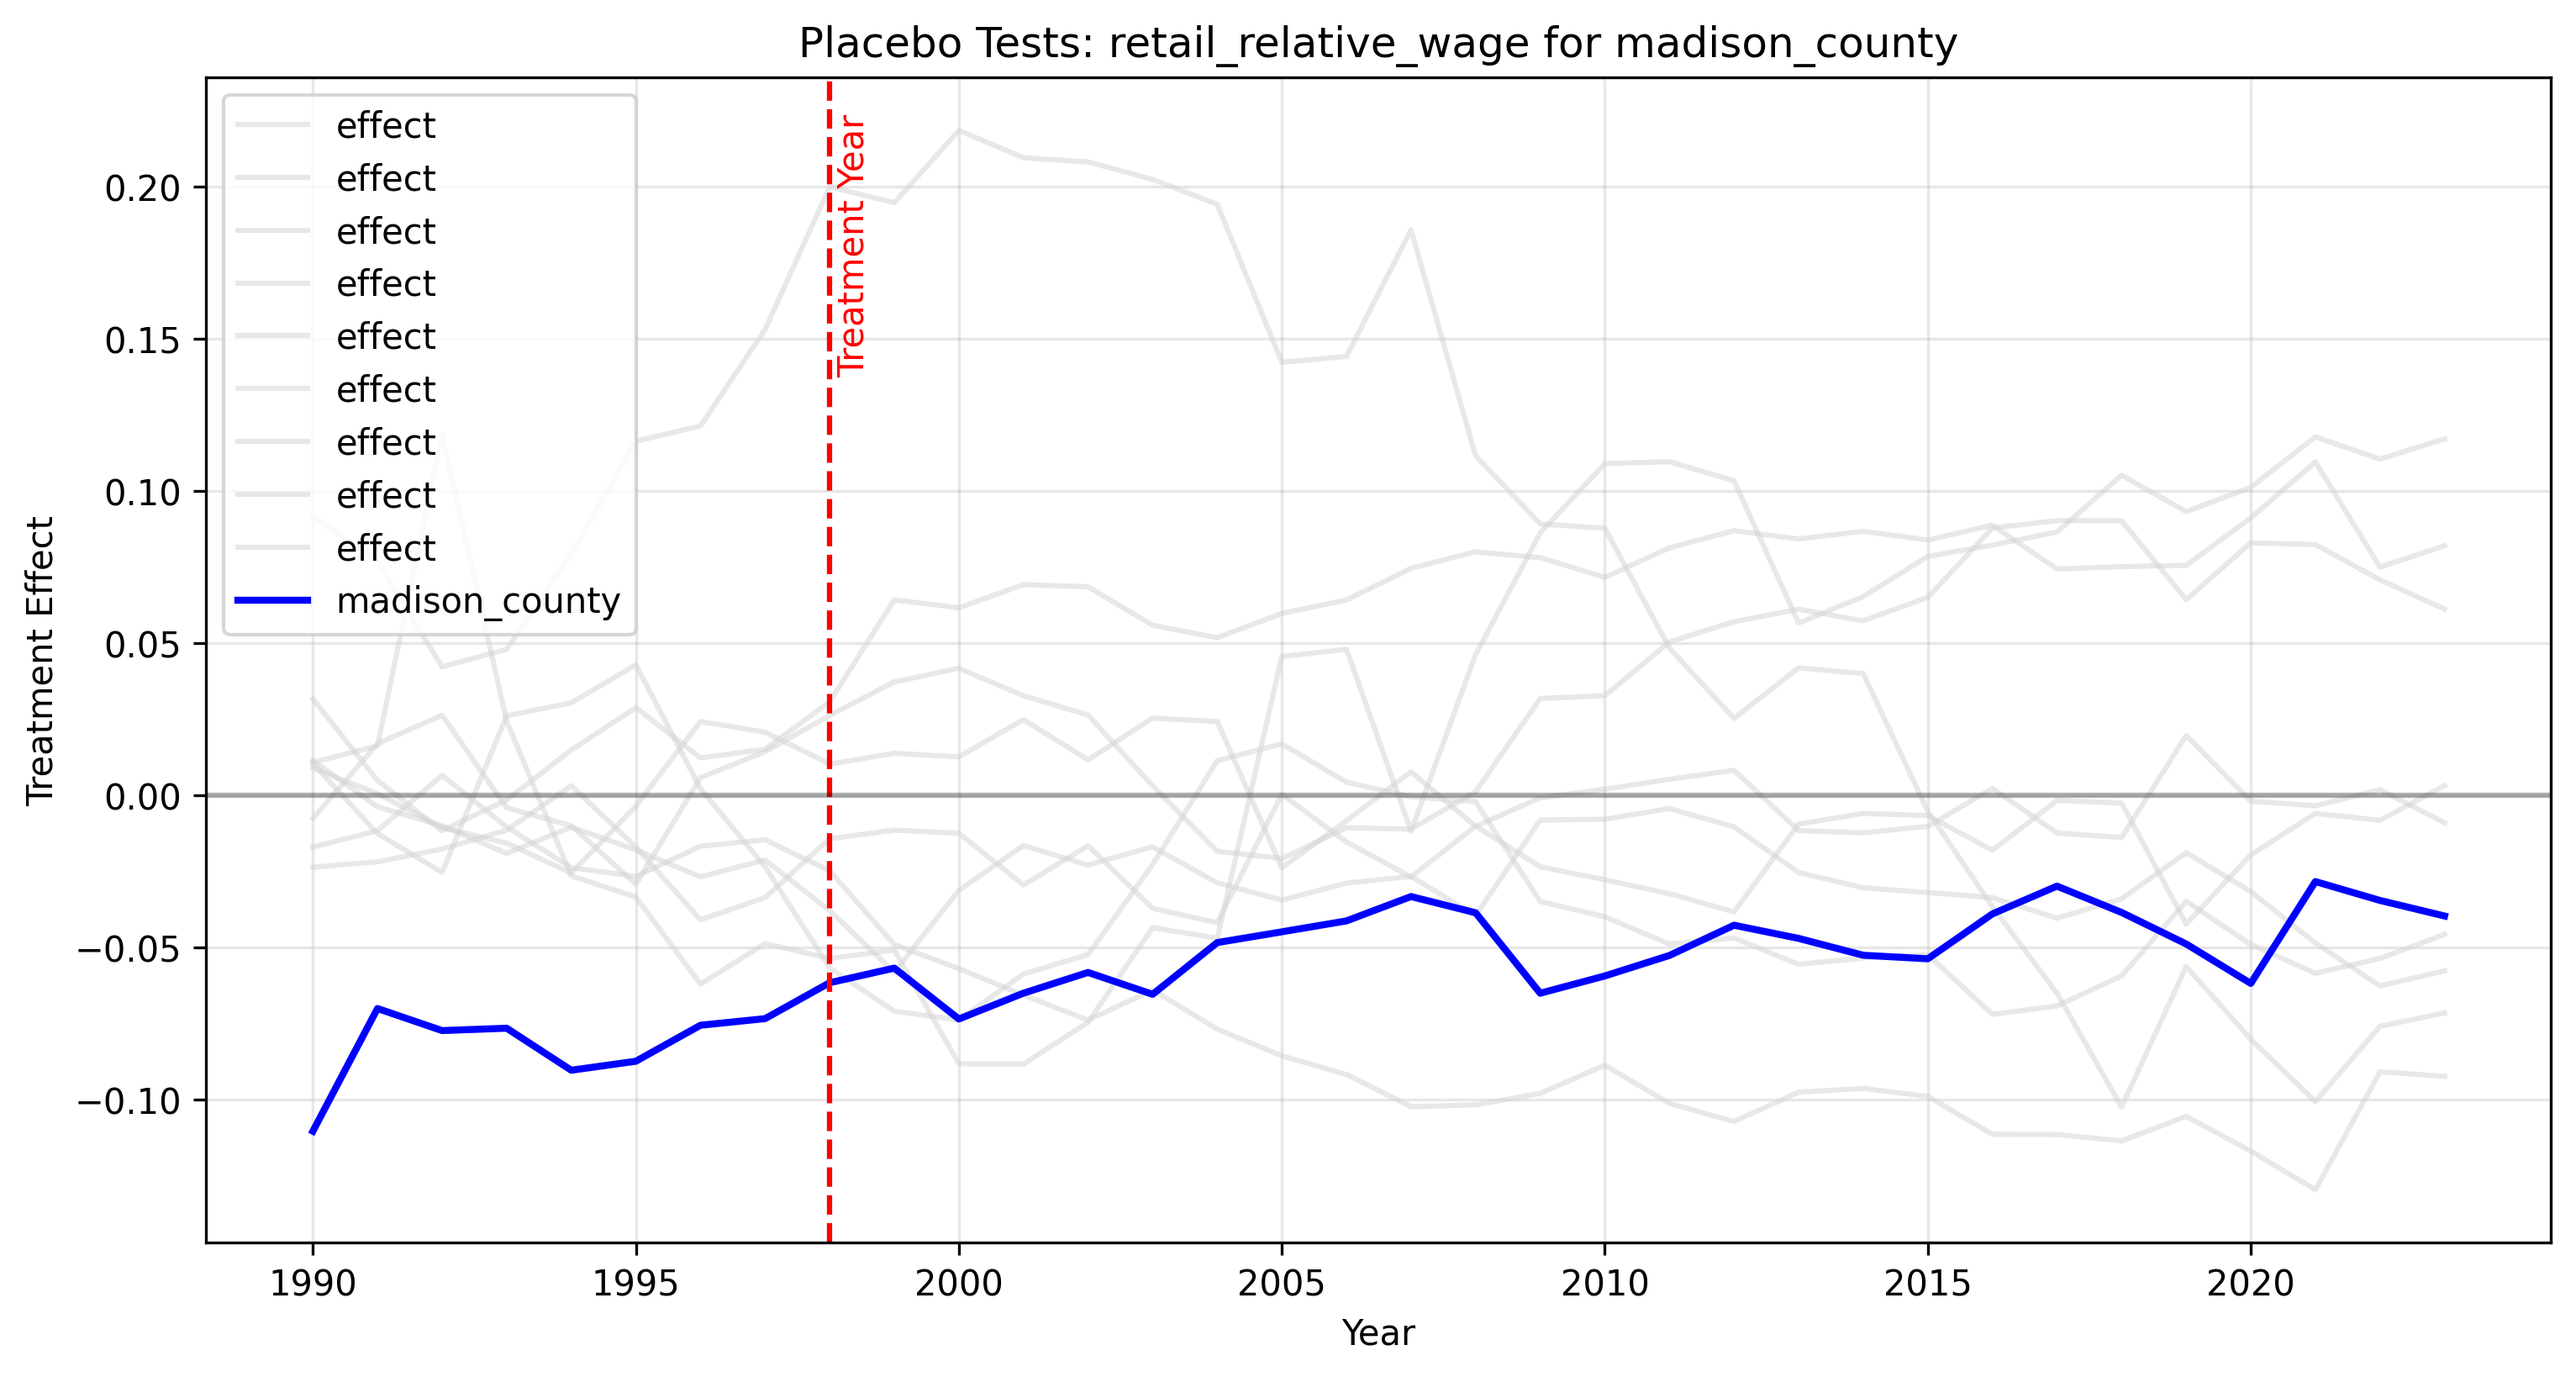 Placebo Tests: retail_relative_wage for madison_county
effect
effect
effect
effect
effect
effect
effect
effect
effect
madison_county
Treatment Year
Treatment Effect
0.20
0.15
0.10
0.05
0.00
−0.05
−0.10
1990
1995
2000
2005
2010
2015
2020
Year